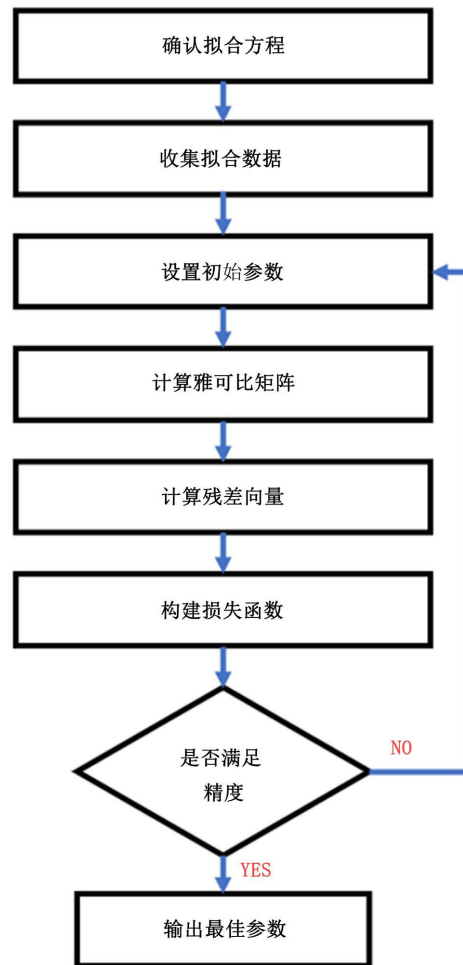 确认拟合方程
收集拟合数据
设置初始参数
计算雅可比矩阵
计算残差向量
构建损失函数
是否满足
精度
NO
YES
输出最佳参数